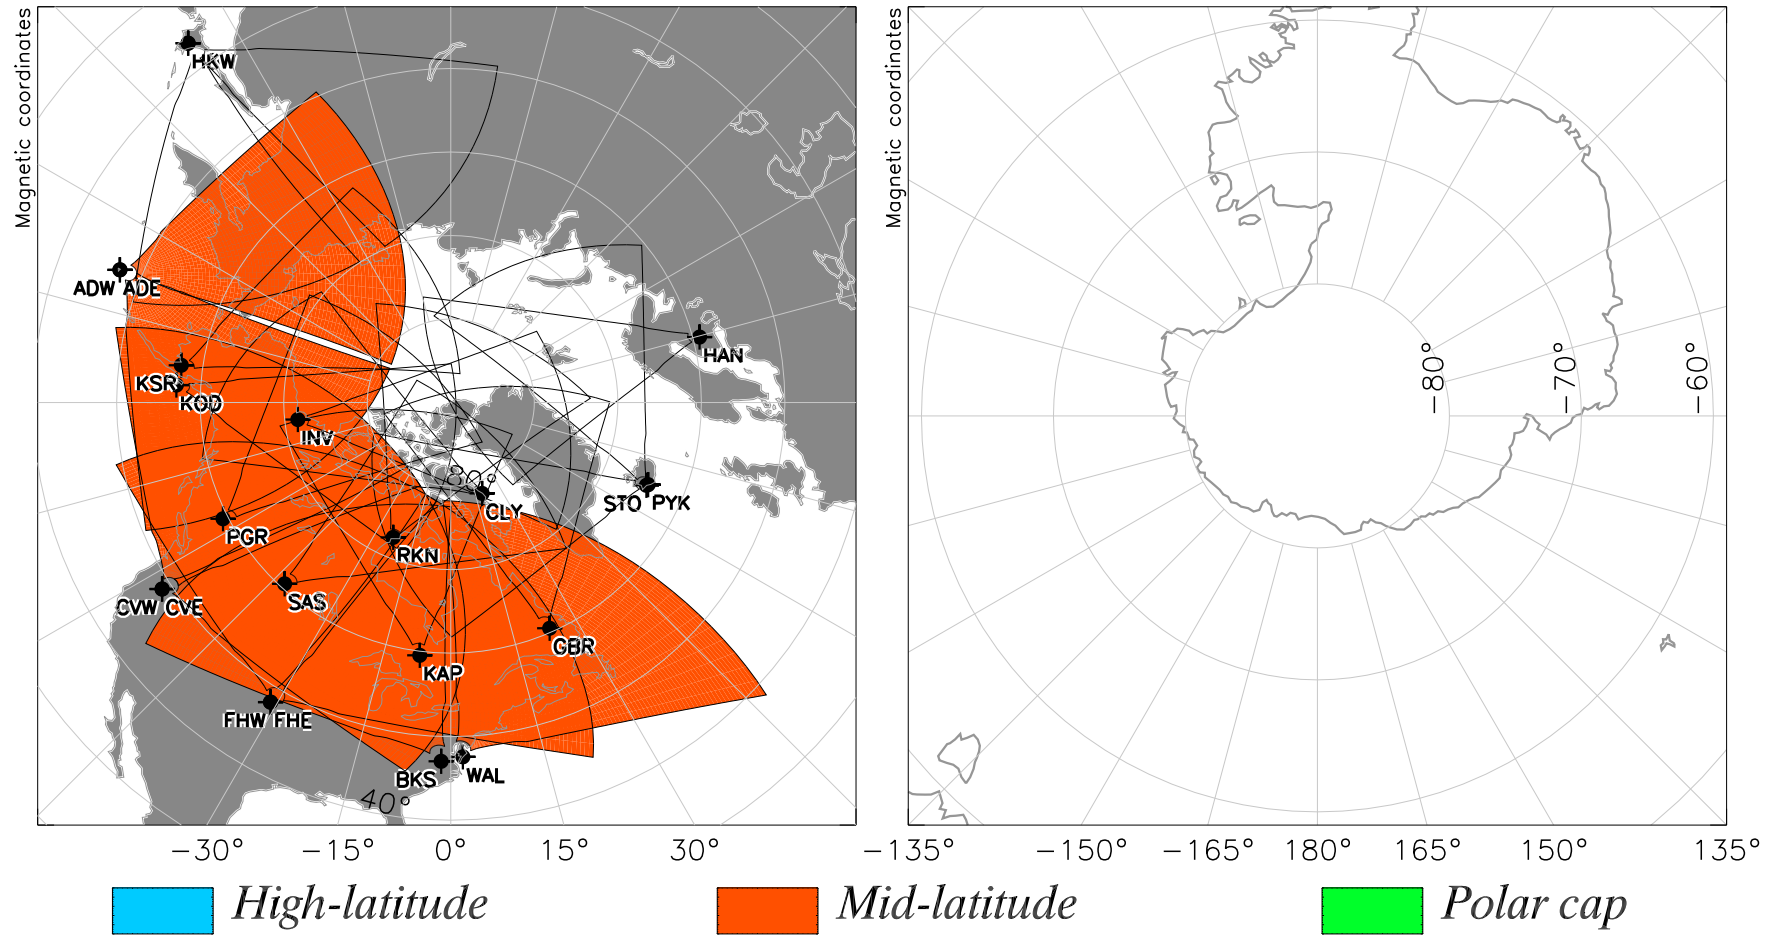 Magnetic coordinates
Magnetic coordinates
HKW
ADW ADE
HAN
KSR
KOD
INV
80°
STO PYK
CLY
PGR
RKN
CVW CVE
SAS
GBR
KAP
FHW FHE
BKS
WAL
40°
-80°
-70°
-60°
-30° -15° 0° 15° 30°
-135° -150° -165° 180° 165° 150° 135°
High-latitude
Mid-latitude
Polar cap